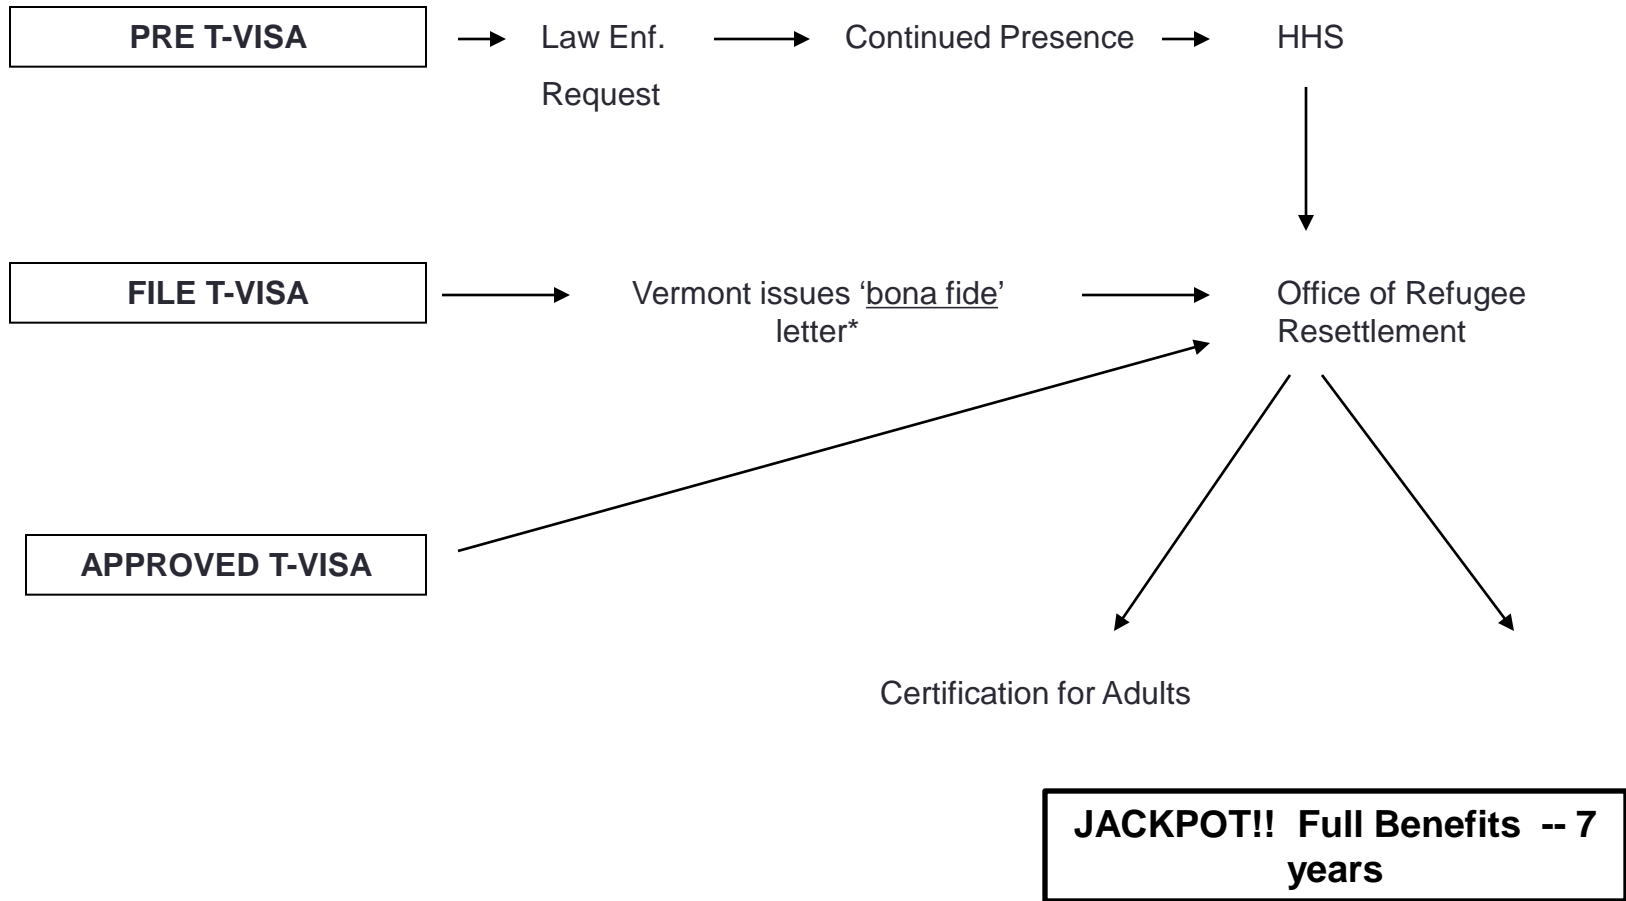 PRE T-VISA
Law Enf.
Request
Continued Presence
HHS
FILE T-VISA
Vermont issues ‘bona fide’
letter*
Office of Refugee
Resettlement
APPROVED T-VISA
Certification for Adults
JACKPOT!! Full Benefits -- 7
years